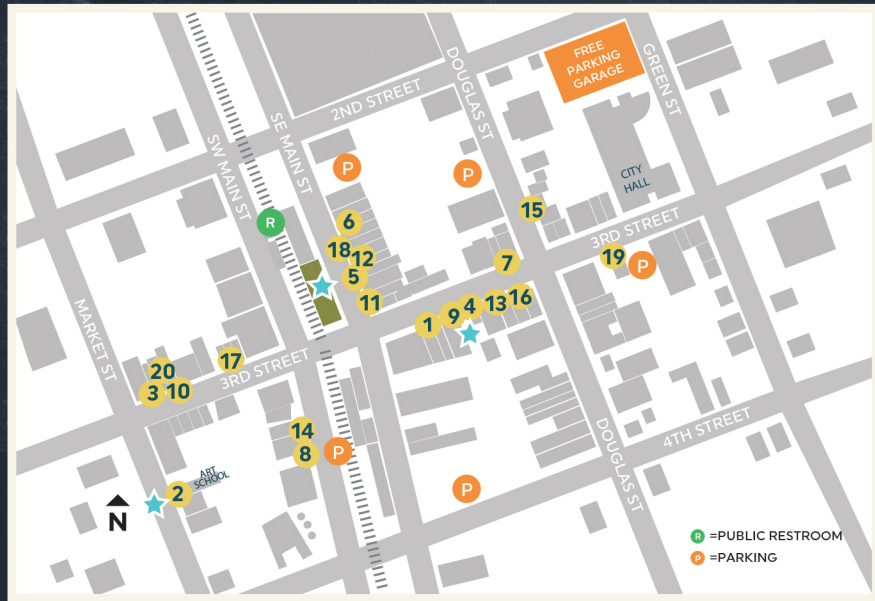 FREE
PARKING
GARAGE
GREEN ST
DOUGLAS ST
2ND STREET
SE MAIN ST
SW MAIN ST
P
P
CITY
HALL
R
6
15
3RD STREET
18
12
5
7
19
P
11
16
13
4
9
1
MARKET ST
17
3RD STREET
20
3
10
14
8
P
DOUGLAS ST
4TH STREET
ART
SCHOOL
2
P
N
R =PUBLIC RESTROOM
P =PARKING